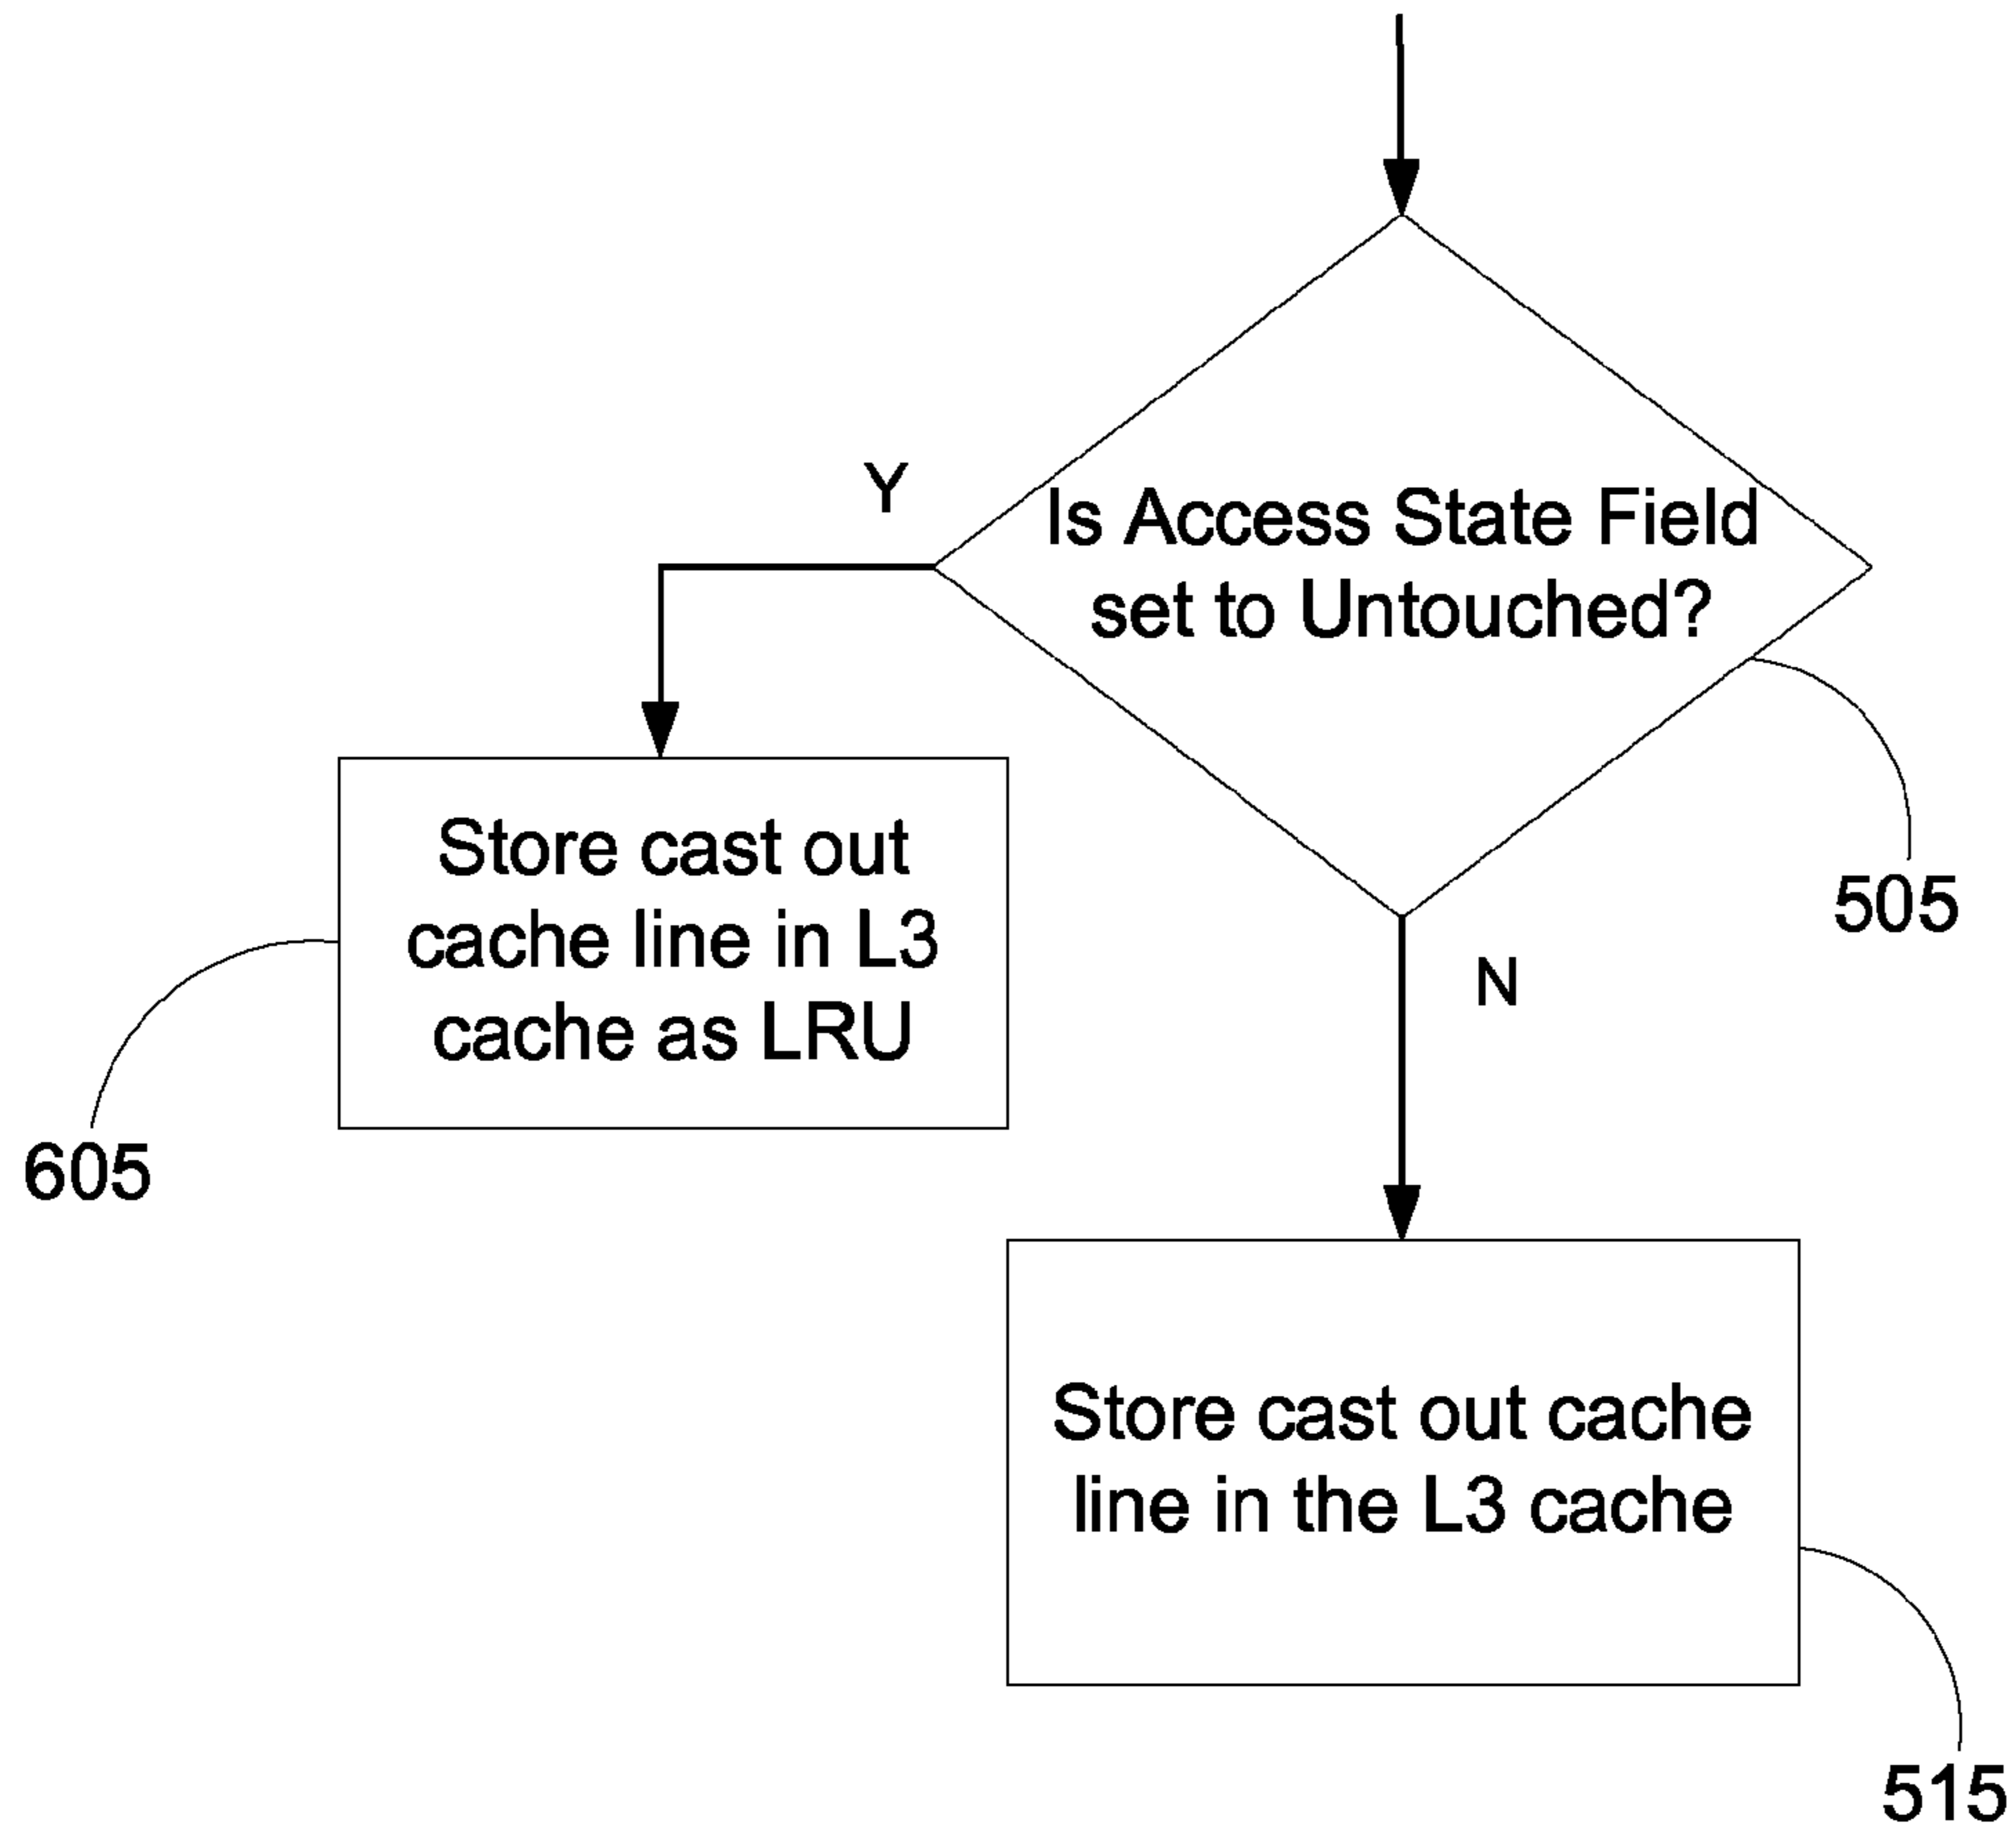 Y
Is Access State Field
set to Untouched?
505
Store cast out
cache line in L3
cache as LRU
605
N
Store cast out cache
line in the L3 cache
515